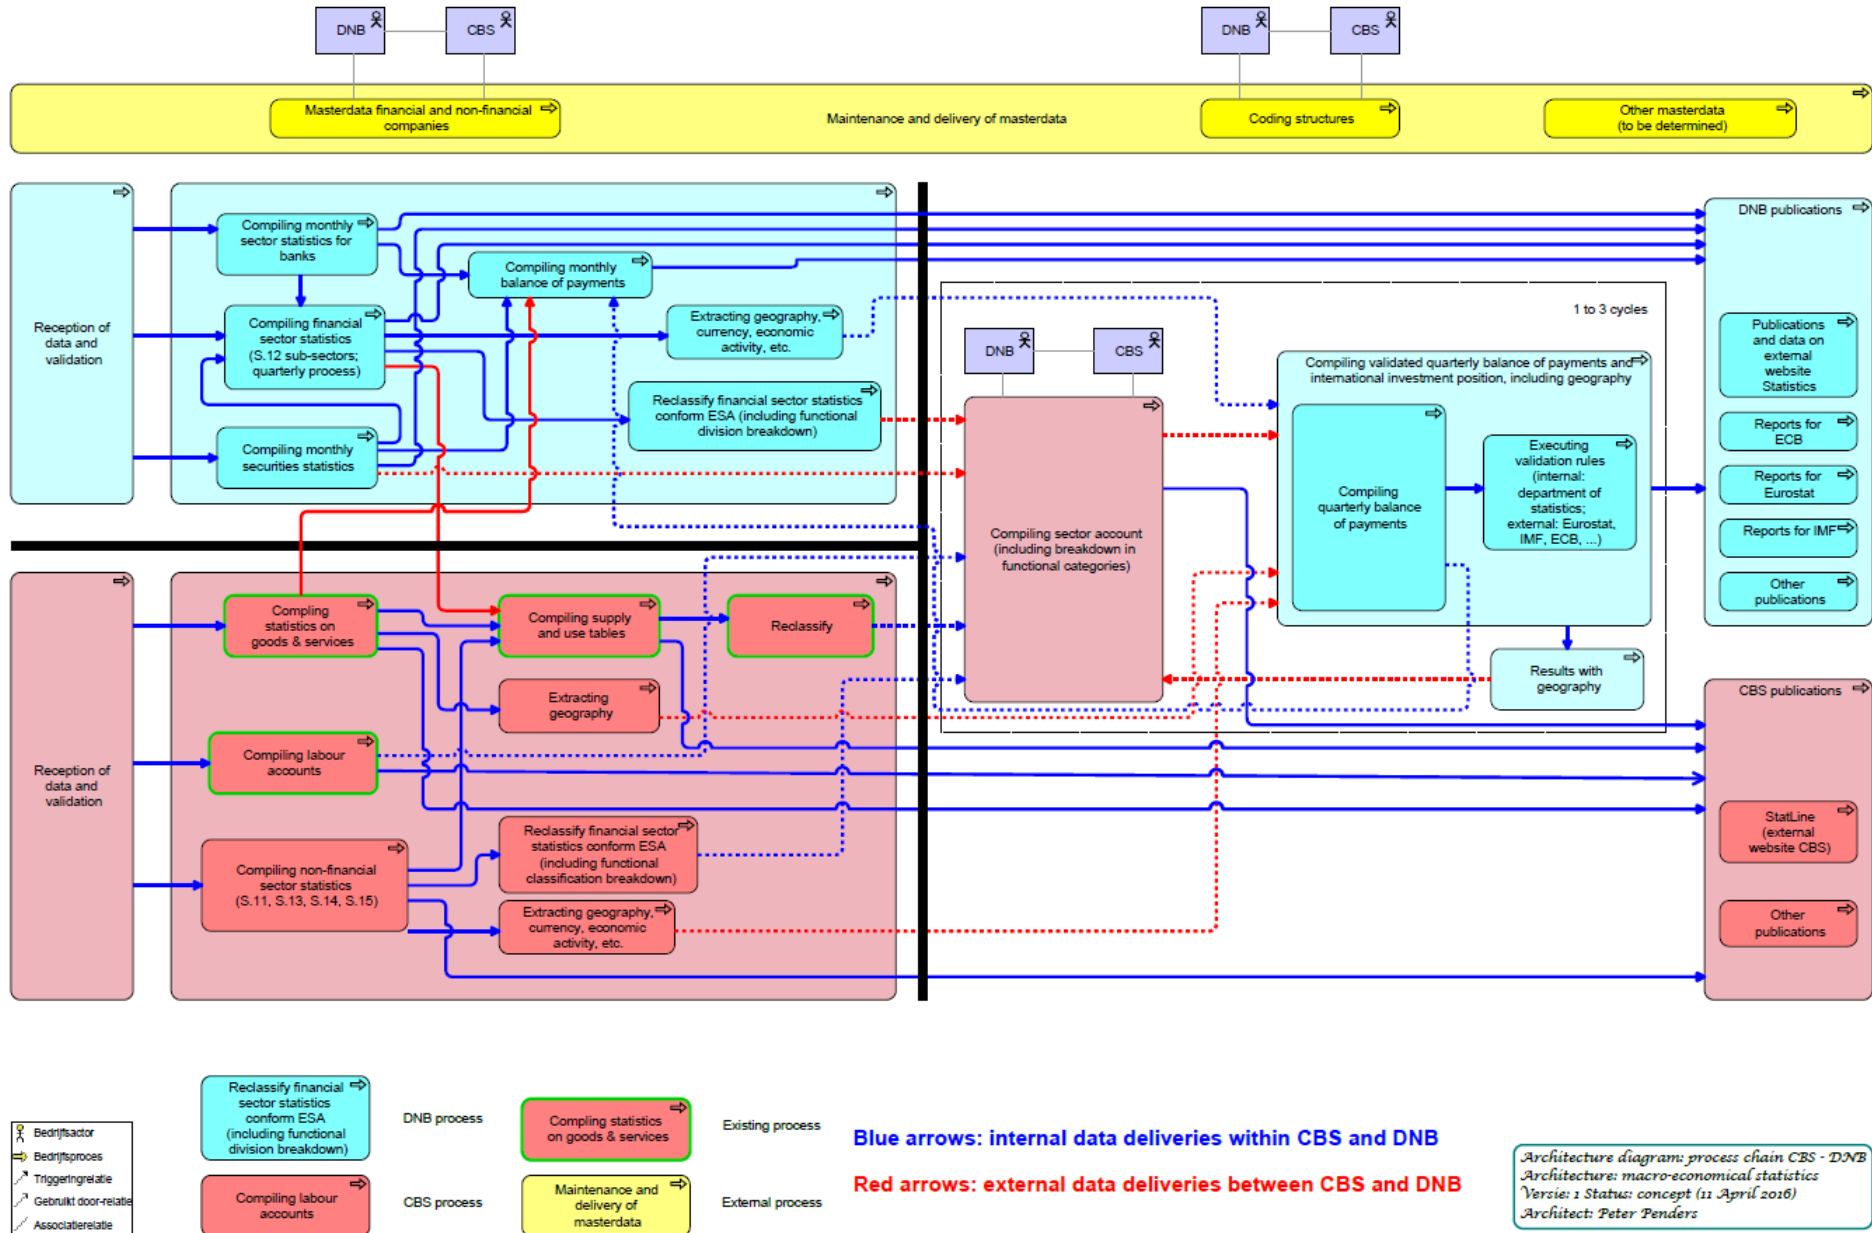 DNB
CBS
DNB
CBS
Masterdata financial and non-financial
companies
Maintenance and delivery of masterdata
Coding structures
Other masterdata
(to be determined)
Reception of
data and
validation
Compiling monthly
sector statistics for
banks
Compiling monthly
balance of payments
Compiling financial
sector statistics
(S.12 sub-sectors;
quarterly process)
Extracting geography,
currency, economic
activity, etc.
Reclassify financial sector statistics
conform ESA (including functional
division breakdown)
Compiling monthly
securities statistics
1 to 3 cycles
DNB
CBS
Compiling sector account
(including breakdown in
functional categories)
Compiling validated quarterly balance of payments and
international investment position, including geography
Compiling
quarterly balance
of payments
Executing
validation rules
(internal:
department of
statistics;
external: Eurostat,
IMF, ECB, ...)
Results with
geography
DNB publications
Publications
and data on
external
website
Statistics
Reports for
ECB
Reports for
Eurostat
Reports for IMF
Other
publications
Reception of
data and
validation
Compling
statistics on
goods & services
Compiling supply
and use tables
Reclassify
Extracting
geography
Compiling labour
accounts
Compiling non-financial
sector statistics
(S.11, S.13, S.14, S.15)
Reclassify financial sector
statistics conform ESA
(including functional
classification breakdown)
Extracting geography,
currency, economic
activity, etc.
CBS publications
StatLine
(external
website CBS)
Other
publications
Bedrijfsactor
Bedrijfsproces
Triggeringrelatie
Gebruikt door-relatie
Associatierelatie
Reclassify financial
sector statistics
conform ESA
(including functional
division breakdown)
DNB process
Compling statistics
on goods & services
Existing process
Compiling labour
accounts
CBS process
Maintenance and
delivery of
masterdata
External process
Blue arrows: internal data deliveries within CBS and DNB
Red arrows: external data deliveries between CBS and DNB
Architecture diagram: process chain CBS - DNB
Architecture: macro-economical statistics
Versie: 1 Status: concept (11 April 2016)
Architect: Peter Penders